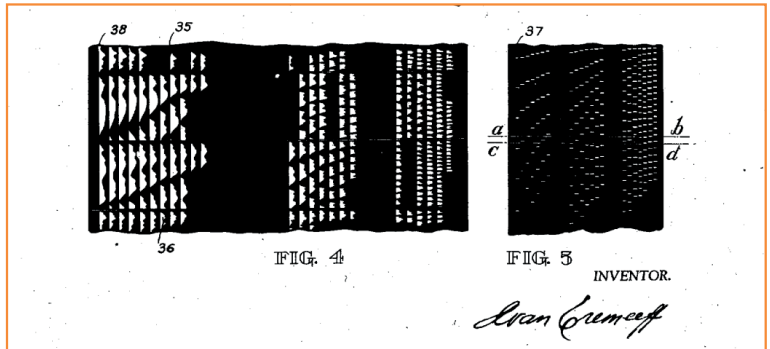 38 35 37
a b
c d
36
FIG. 4 FIG. 5
INVENTOR.
Ivan Eremeeff